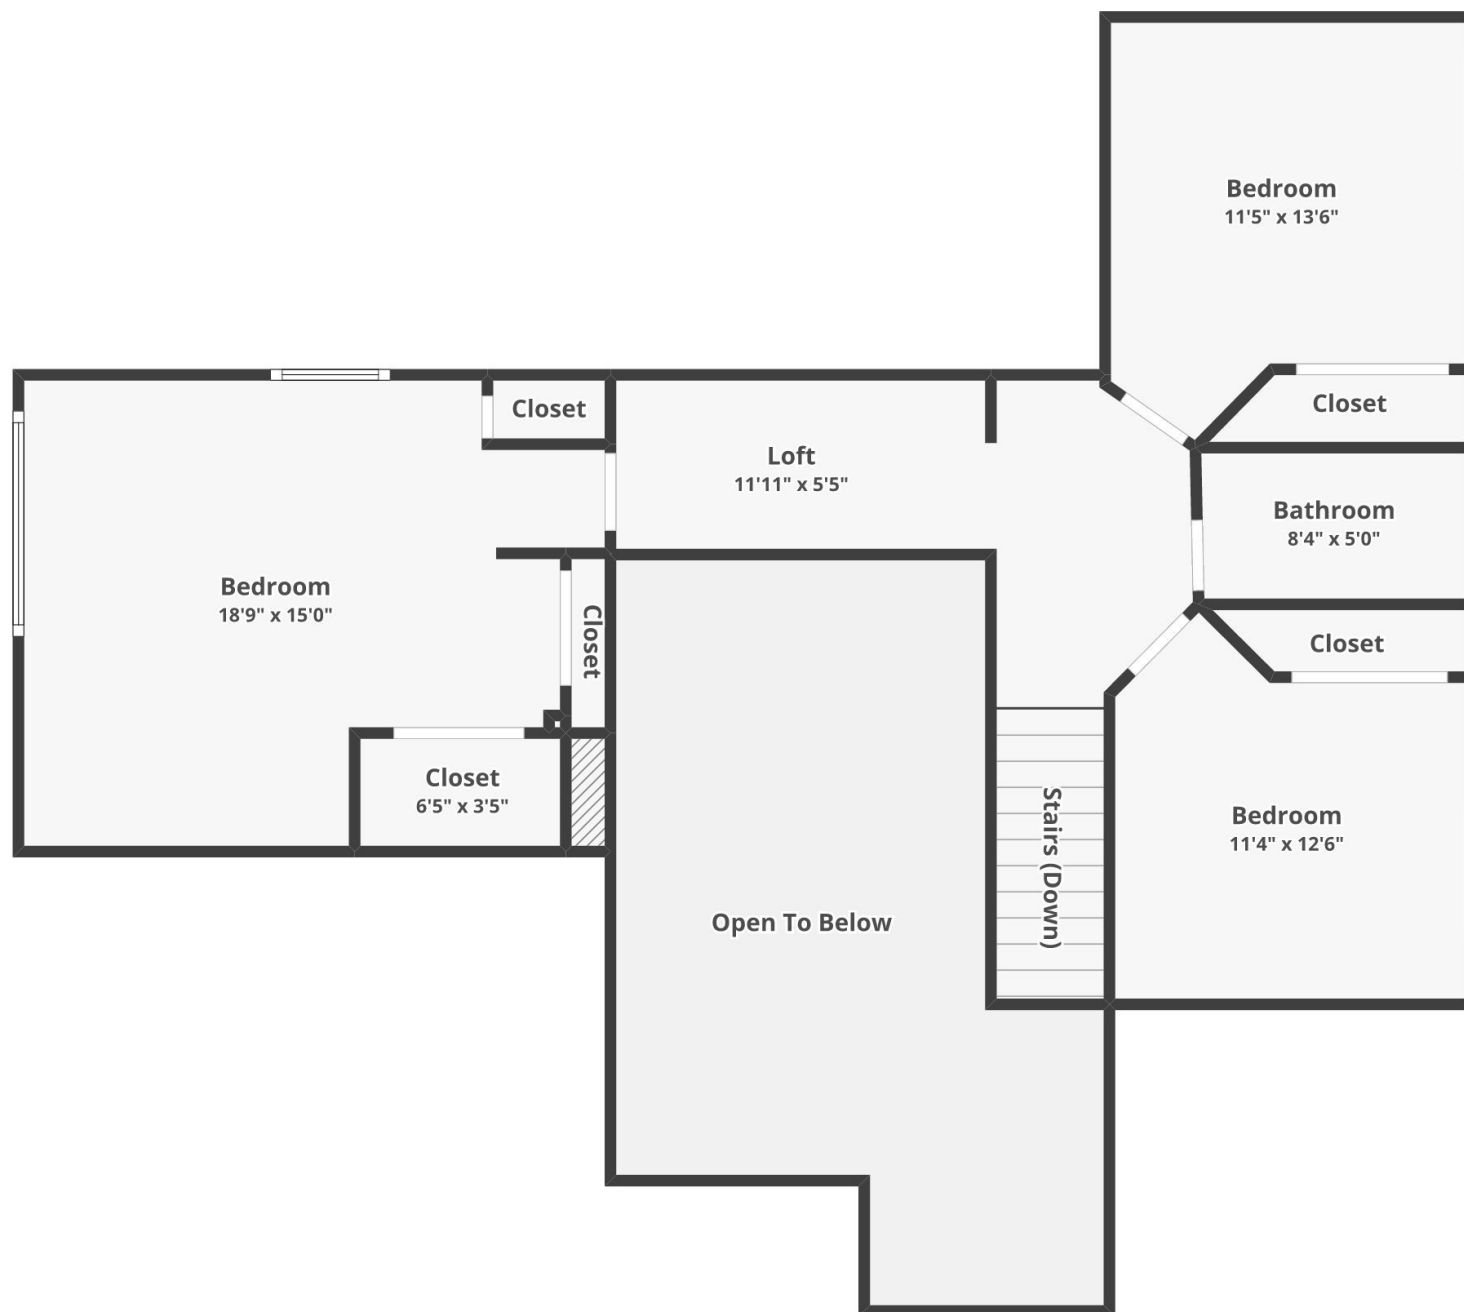 Bedroom
11'5" x 13'6"
Closet
Closet
Loft
11'11" x 5'5"
Bathroom
8'4" x 5'0"
Bedroom
18'9" x 15'0"
Closet
Closet
Closet
6'5" x 3'5"
Stairs (Down)
Bedroom
11'4" x 12'6"
Open To Below